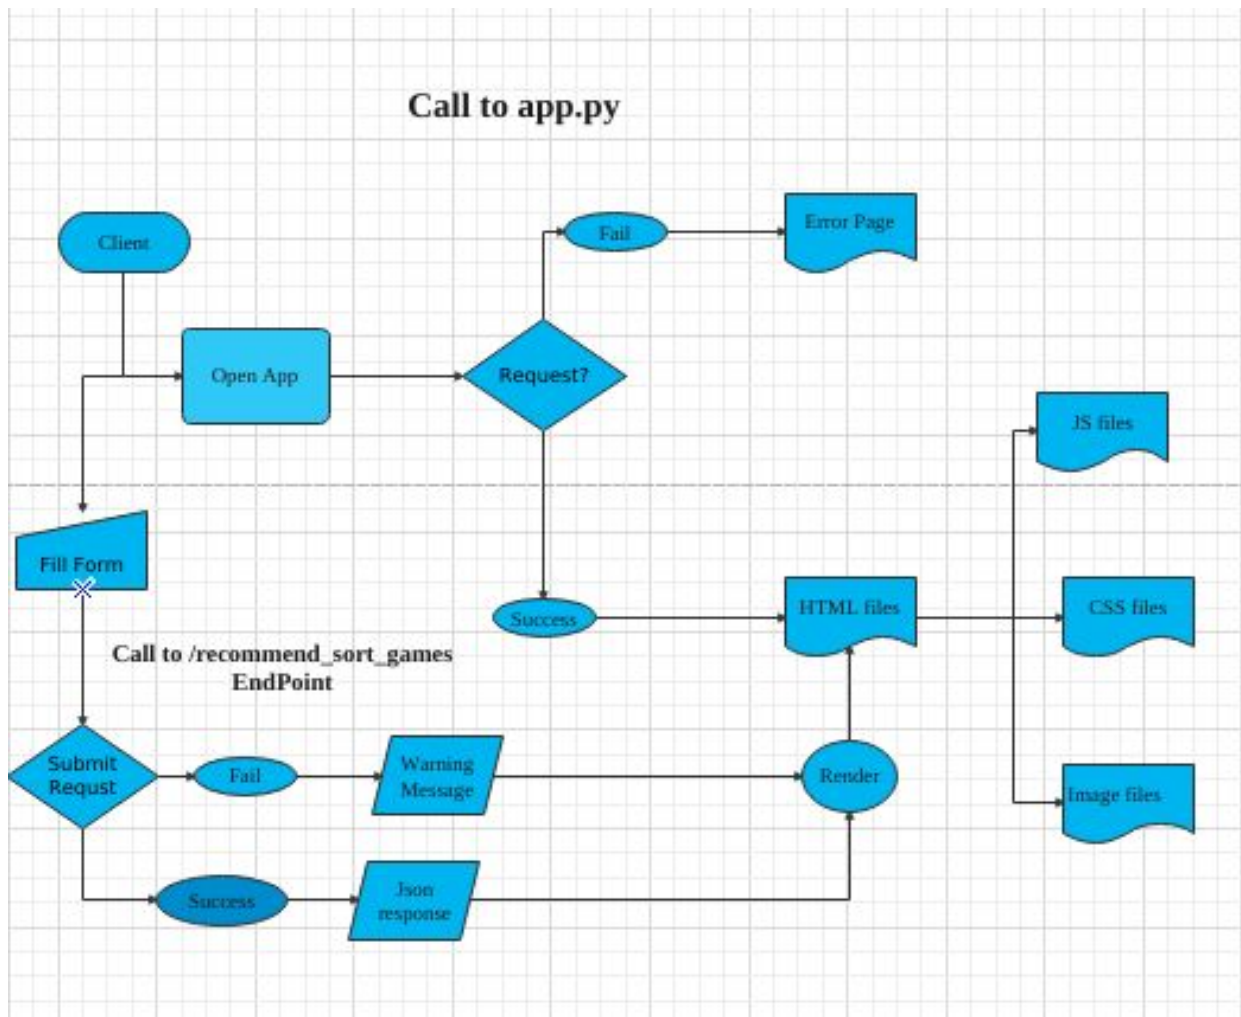 Call to app.py
Client
Fail
Error Page
Open App
Request?
JS files
Fill Form
Success
HTML files
CSS files
Call to /recommend_sort_games
EndPoint
Submit
Requst
Fail
Warning
Message
Render
Image files
Success
Json
response